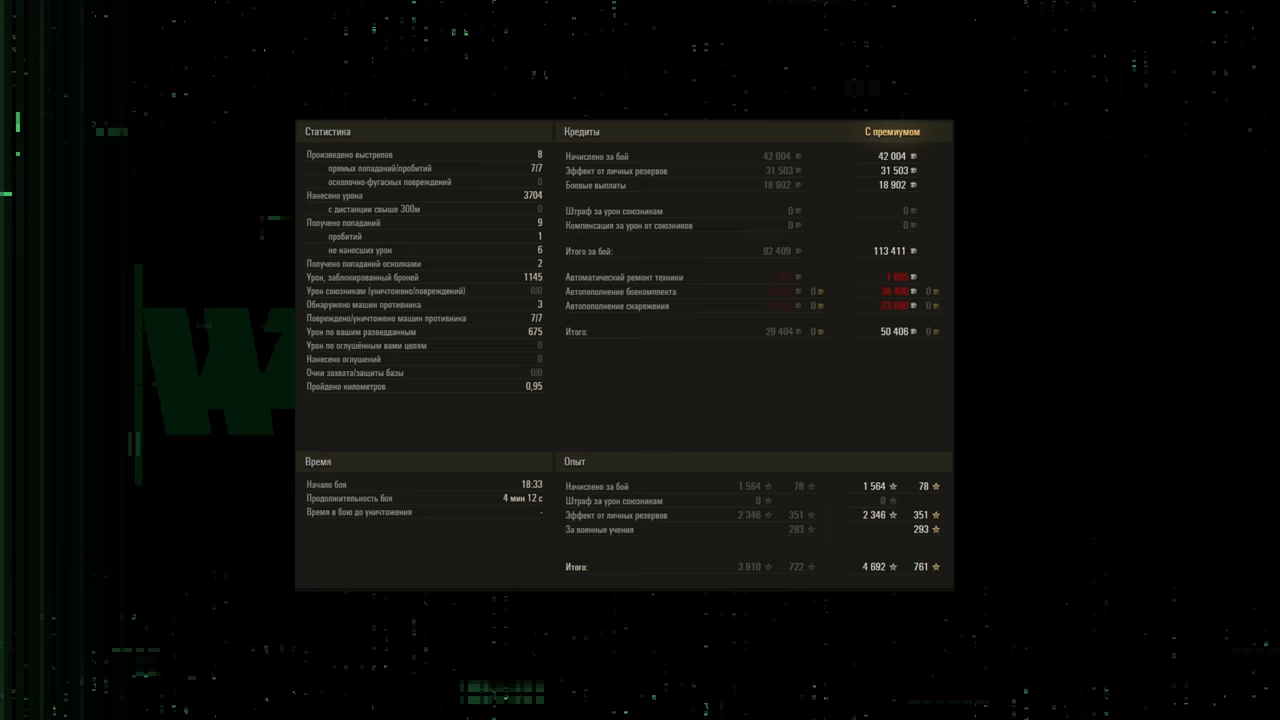 Статистика
Произведено выстрелов 8
прямых попаданий/пробитий 7/7
осколочно-фугасных повреждений 0
Нанесено урона 3704
с дистанции свыше 300м 0
Получено попаданий 9
пробитий 1
не нанесших урон 6
Получено попаданий осколками 2
Урон, заблокированный броней 1145
Урон союзникам (уничтожено/повреждений) 0/0
Обнаружено машин противника 3
Повреждено/уничтожено машин противника 7/7
Урон по вашим разведданным 675
Урон по оглушённым вами целям 0
Нанесено оглушений 0
Очки захвата/защиты базы 0/0
Пройдено километров 0,95
Кредиты С премиумом
Начислено за бой 42 004 42 004
Эффект от личных резервов 31 503 31 503
Боевые выплаты 18 902 18 902
Штраф за урон союзникам 0 0
Компенсация за урон от союзников 0 0
Итого за бой: 92 409 113 411
Автоматический ремонт техники 1 005
Автопополнение боекомплекта 0 0
Автопополнение снаряжения 0 0
Итого: 29 404 0 50 406 0
Время
Начало боя 18:33
Продолжительность боя 4 мин 12 с
Время в бою до уничтожения -
Опыт
Начислено за бой 1 564 78 1 564 78
Штраф за урон союзникам 0 0
Эффект от личных резервов 2 346 351 2 346 351
За военные учения 293 293
Итого: 3 910 722 4 692 761